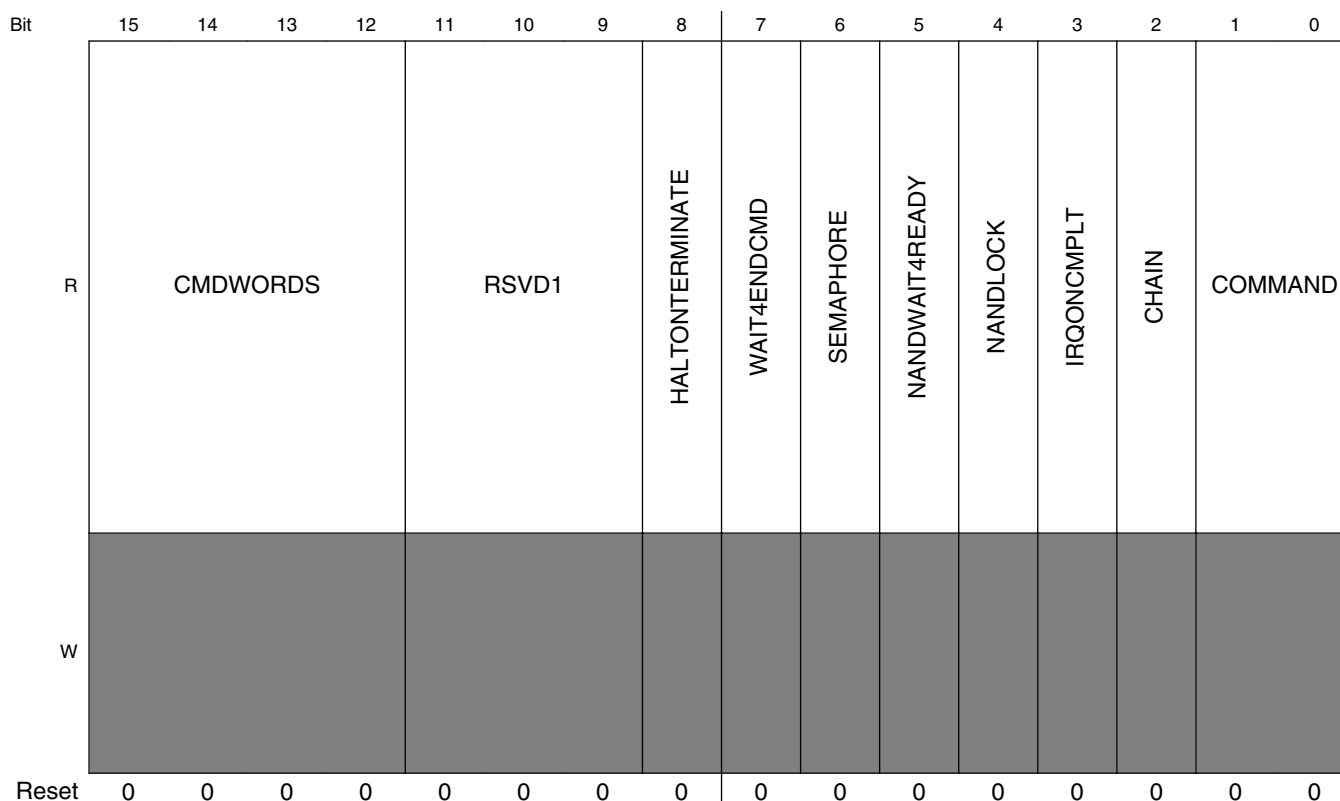 Bit 15 14 13 12 11 10 9 8 7 6 5 4 3 2 1 0
R CMDWORDS RSVD1 HALTONTERMINATE WAIT4ENDCMD SEMAPHORE NANDWAIT4READY NANDLOCK IRQONCMPLT CHAIN COMMAND
W
Reset 0 0 0 0 0 0 0 0 0 0 0 0 0 0 0 0